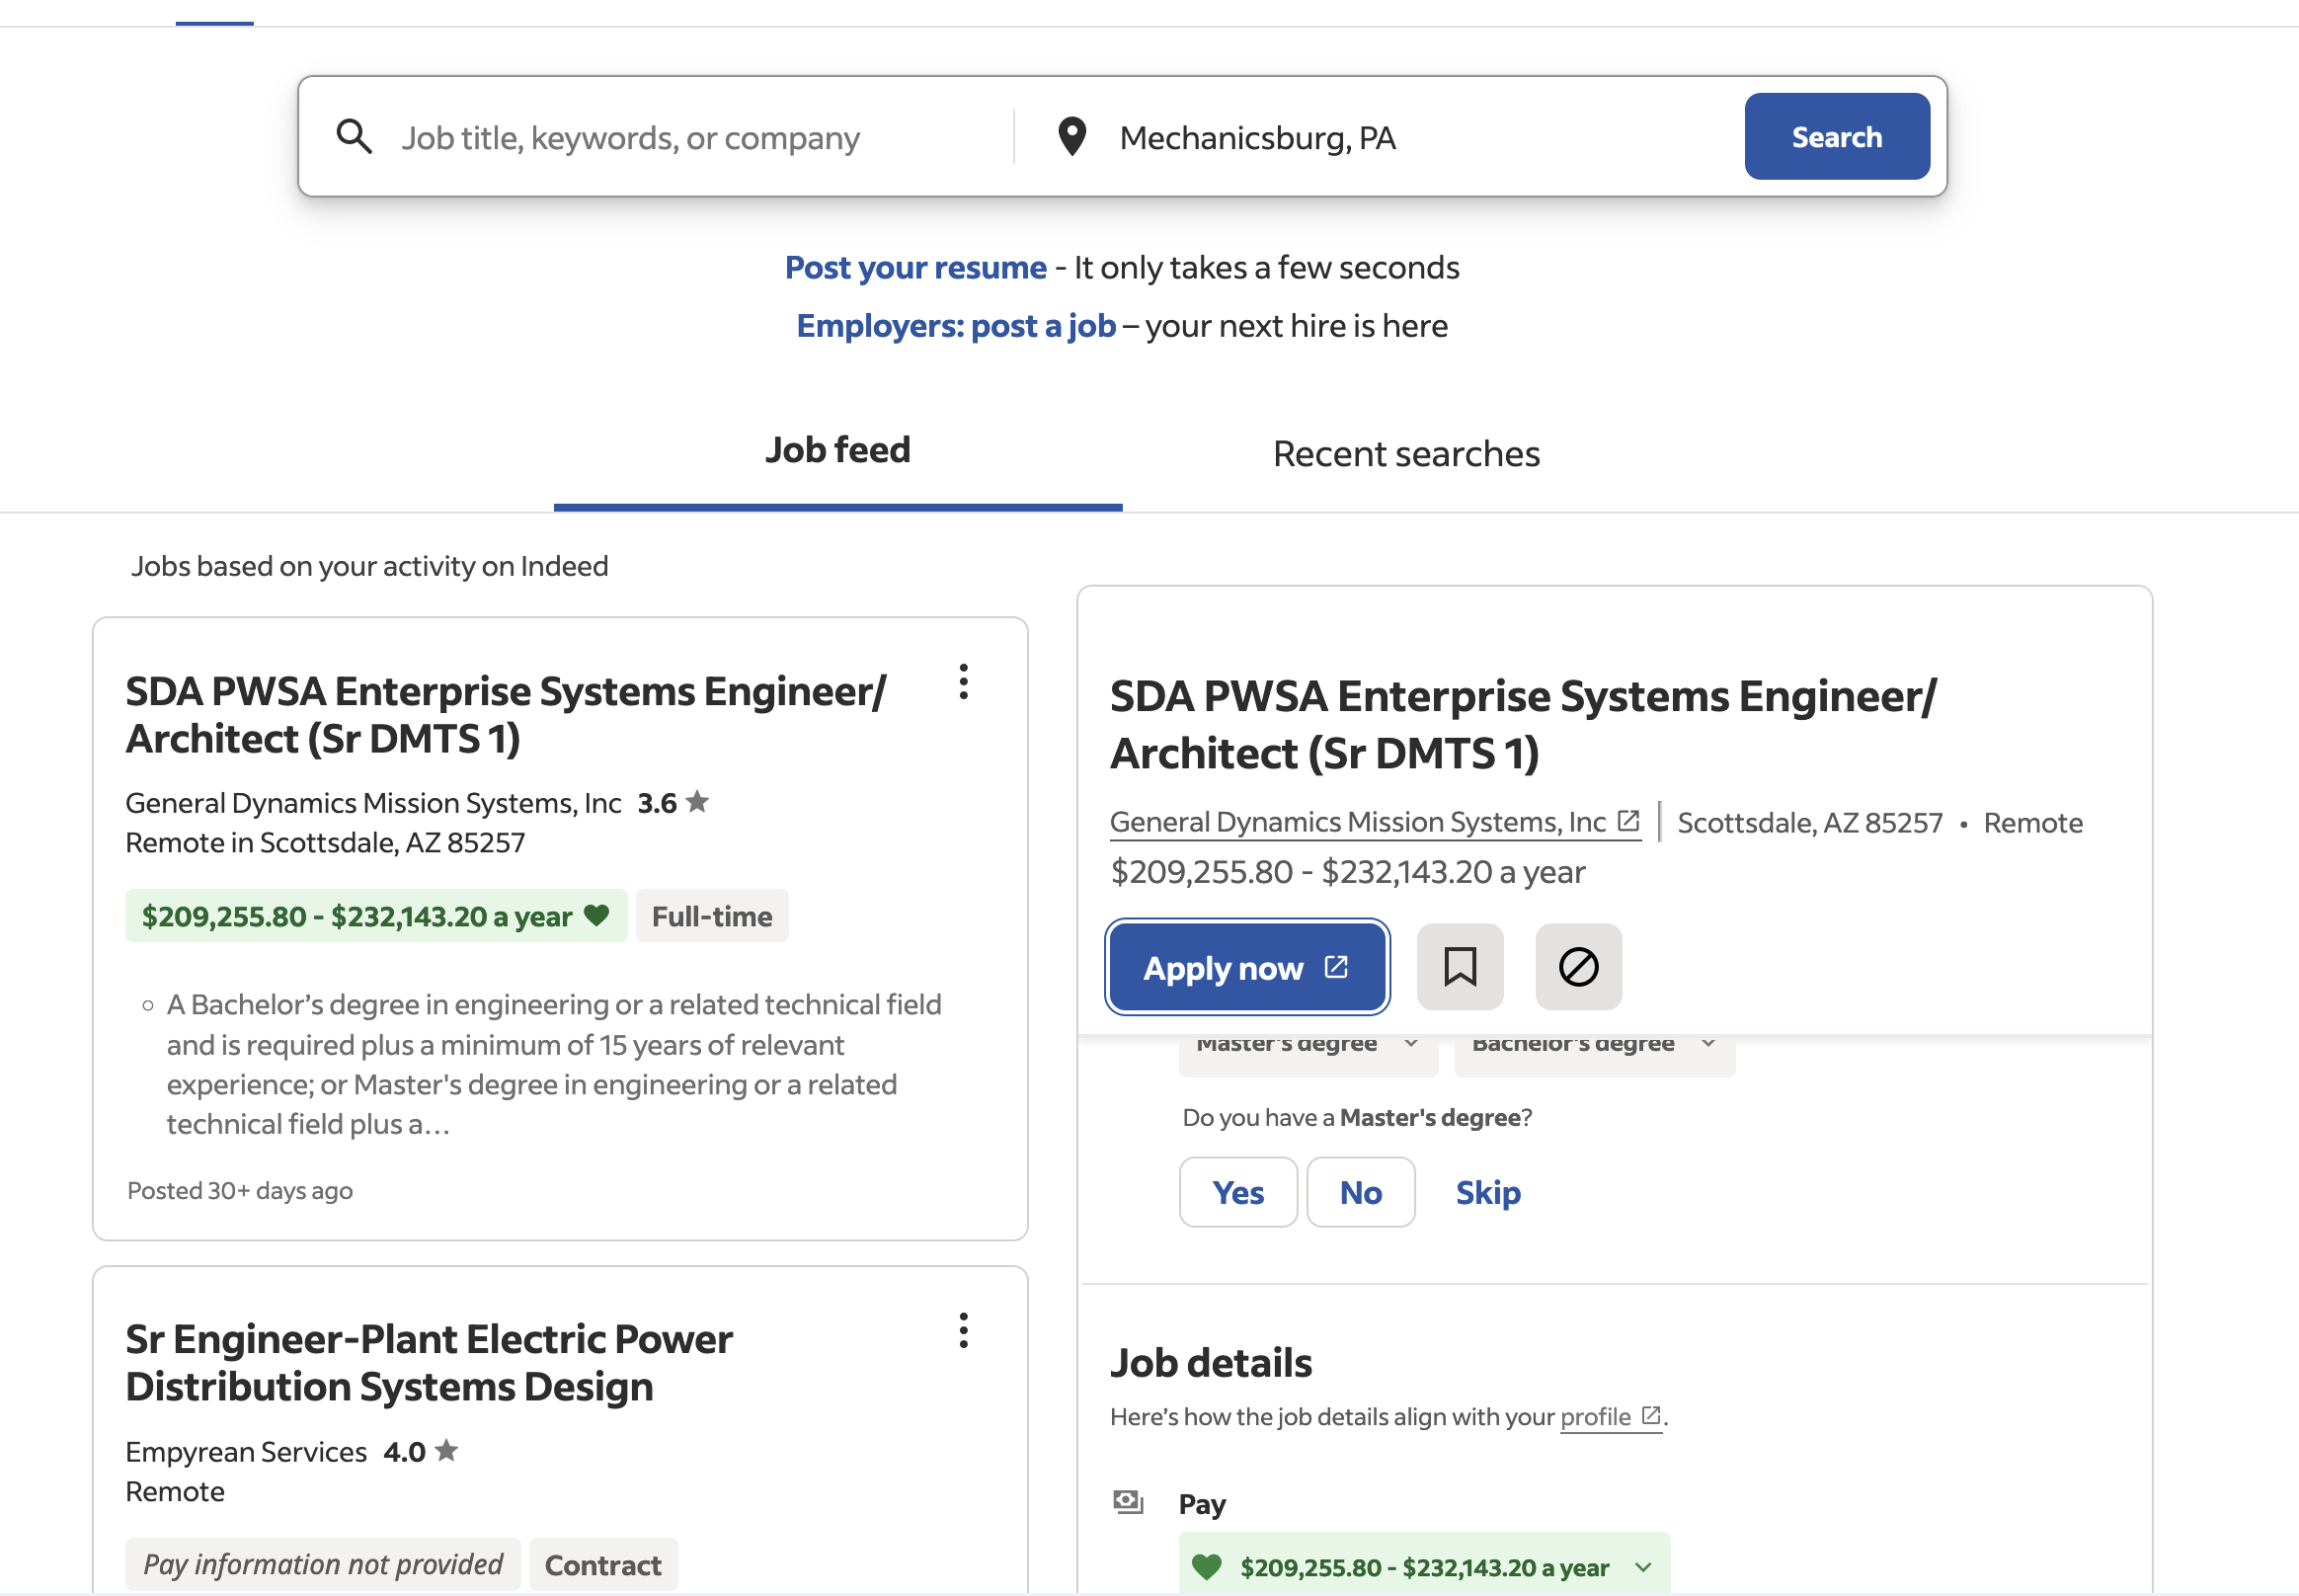 Job title, keywords, or company
Mechanicsburg, PA
Search
Post your resume - It only takes a few seconds
Employers: post a job – your next hire is here
Job feed
Recent searches
Jobs based on your activity on Indeed
SDA PWSA Enterprise Systems Engineer/
Architect (Sr DMTS 1)
General Dynamics Mission Systems, Inc 3.6
Remote in Scottsdale, AZ 85257
$209,255.80 - $232,143.20 a year
Full-time
A Bachelor’s degree in engineering or a related technical field
and is required plus a minimum of 15 years of relevant
experience; or Master's degree in engineering or a related
technical field plus a…
Posted 30+ days ago
Sr Engineer-Plant Electric Power
Distribution Systems Design
Empyrean Services 4.0
Remote
Pay information not provided
Contract
SDA PWSA Enterprise Systems Engineer/
Architect (Sr DMTS 1)
General Dynamics Mission Systems, Inc
Scottsdale, AZ 85257 • Remote
$209,255.80 - $232,143.20 a year
Apply now
Master's degree
Bachelor's degree
Do you have a Master's degree?
Yes
No
Skip
Job details
Here’s how the job details align with your profile.
Pay
$209,255.80 - $232,143.20 a year